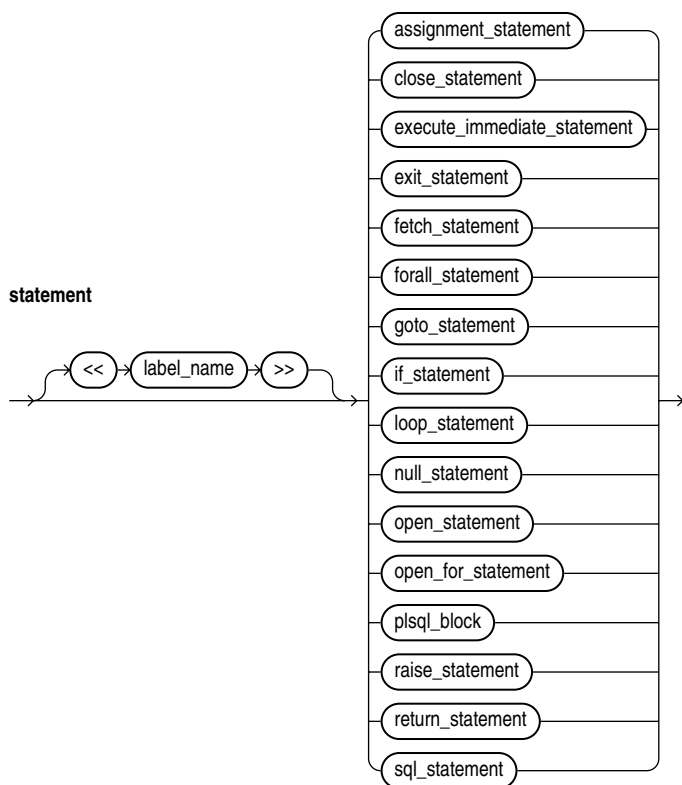 statement
<< label_name >>
assignment_statement
close_statement
execute_immediate_statement
exit_statement
fetch_statement
forall_statement
goto_statement
if_statement
loop_statement
null_statement
open_statement
open_for_statement
plsql_block
raise_statement
return_statement
sql_statement